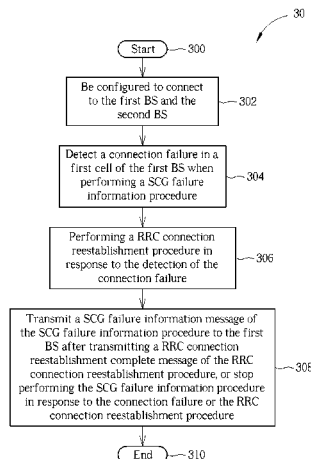 30
Start
300
Be configured to connect
to the first BS and the
second BS
302
Detect a connection failure in a
first cell of the first BS when
performing a SCG failure
information procedure
304
Performing a RRC connection
reestablishment procedure in
response to the detection of the
connection failure
306
Transmit a SCG failure information message of
the SCG failure information procedure to the first
BS after transmitting a RRC connection
reestablishment complete message of the RRC
connection reestablishment procedure, or stop
performing the SCG failure information procedure
in response to the connection failure or the RRC
connection reestablishment procedure
308
End
310